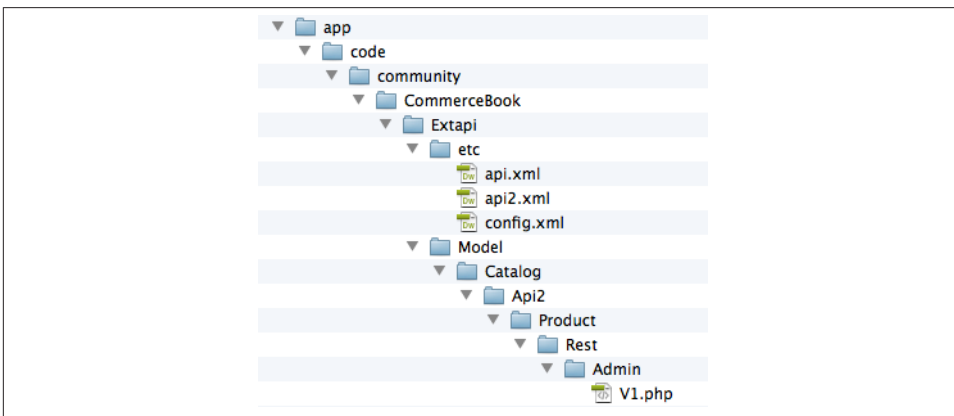 app
code
community
CommerceBook
Extapi
etc
api.xml
api2.xml
config.xml
Model
Catalog
Api2
Product
Rest
Admin
V1.php